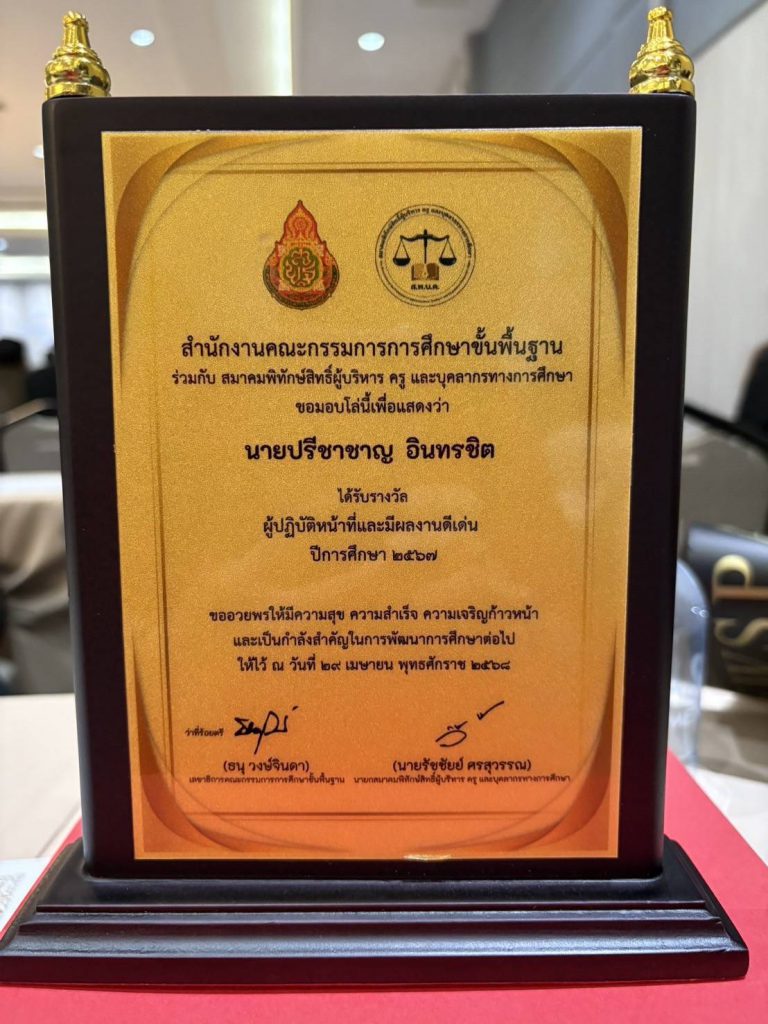 ส.พ.บ.ค.
สำนักงานคณะกรรมการการศึกษาขั้นพื้นฐาน
ร่วมกับ สมาคมพิทักษ์สิทธิ์ผู้บริหาร ครู และบุคลากรทางการศึกษา
ขอมอบโล่นี้เพื่อแสดงว่า
นายปรีชาชาญ อินทรชิต
ได้รับรางวัล
ผู้ปฏิบัติหน้าที่และมีผลงานดีเด่น
ปีการศึกษา ๒๕๖๗
ขออวยพรให้มีความสุข ความสำเร็จ ความเจริญก้าวหน้า
และเป็นกำลังสำคัญในการพัฒนาการศึกษาต่อไป
ให้ไว้ ณ วันที่ ๒๙ เมษายน พุทธศักราช ๒๕๖๘
ว่าที่ร้อยตรี
(ธนุ วงษ์จินดา) (นายรัชชัยย์ ศรสุวรรณ)
เลขาธิการคณะกรรมการการศึกษาขั้นพื้นฐาน นายกสมาคมพิทักษ์สิทธิ์ผู้บริหาร ครู และบุคลากรทางการศึกษา